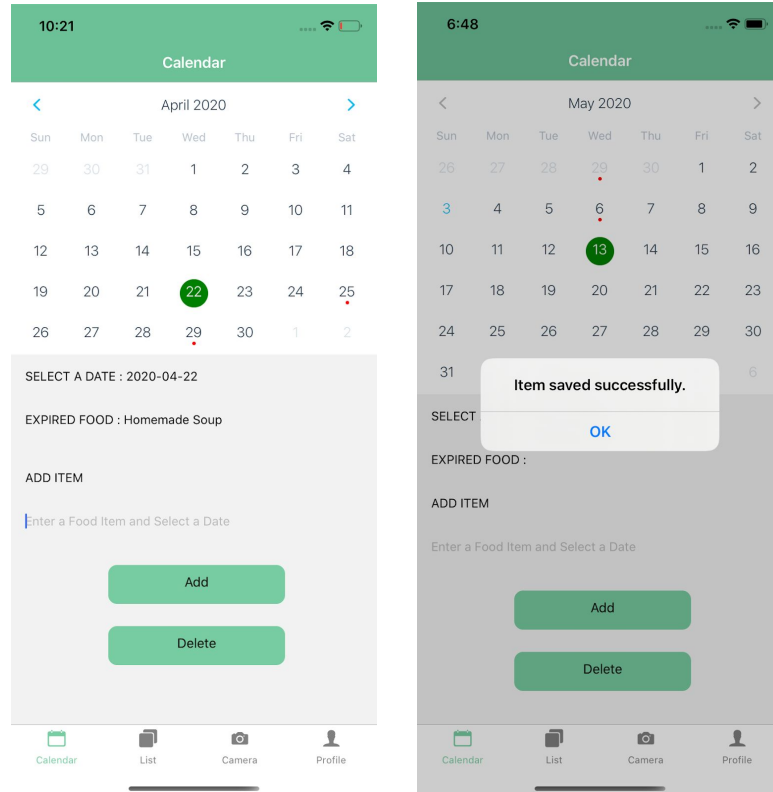 10:21
Calendar
April 2020
Sun Mon Tue Wed Thu Fri Sat
29 30 31 1 2 3 4
5 6 7 8 9 10 11
12 13 14 15 16 17 18
19 20 21 22 23 24 25
26 27 28 29 30 1 2
SELECT A DATE : 2020-04-22
EXPIRED FOOD : Homemade Soup
ADD ITEM
Enter a Food Item and Select a Date
Add
Delete
Calendar List Camera Profile
6:48
Calendar
May 2020
Sun Mon Tue Wed Thu Fri Sat
26 27 28 29 30 1 2
3 4 5 6 7 8 9
10 11 12 13 14 15 16
17 18 19 20 21 22 23
24 25 26 27 28 29 30
31 6
Item saved successfully.
OK
SELECT
EXPIRED FOOD :
ADD ITEM
Enter a Food Item and Select a Date
Add
Delete
Calendar List Camera Profile